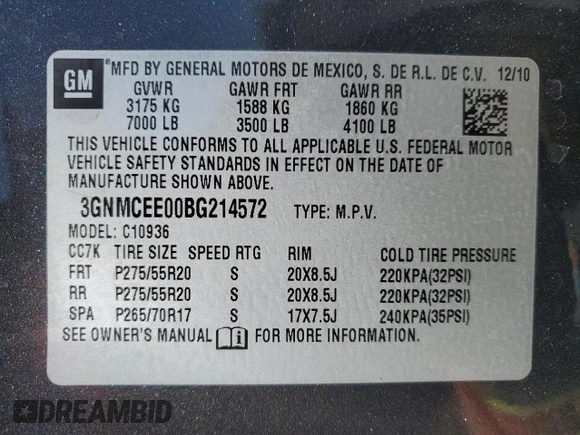 GM
®MFD BY GENERAL MOTORS DE MEXICO, S. DE R.L. DE C.V. 12/10
GVWR GAWR FRT GAWR RR
3175 KG 1588 KG 1860 KG
7000 LB 3500 LB 4100 LB
THIS VEHICLE CONFORMS TO ALL APPLICABLE U.S. FEDERAL MOTOR
VEHICLE SAFETY STANDARDS IN EFFECT ON THE DATE OF
MANUFACTURE SHOWN ABOVE.
3GNMCEE00BG214572 TYPE: M.P.V.
MODEL: C10936
CC7K TIRE SIZE SPEED RTG RIM COLD TIRE PRESSURE
FRT P275/55R20 S 20X8.5J 220KPA(32PSI)
RR P275/55R20 S 20X8.5J 220KPA(32PSI)
SPA P265/70R17 S 17X7.5J 240KPA(35PSI)
SEE OWNER'S MANUAL FOR MORE INFORMATION.
DREAMBID